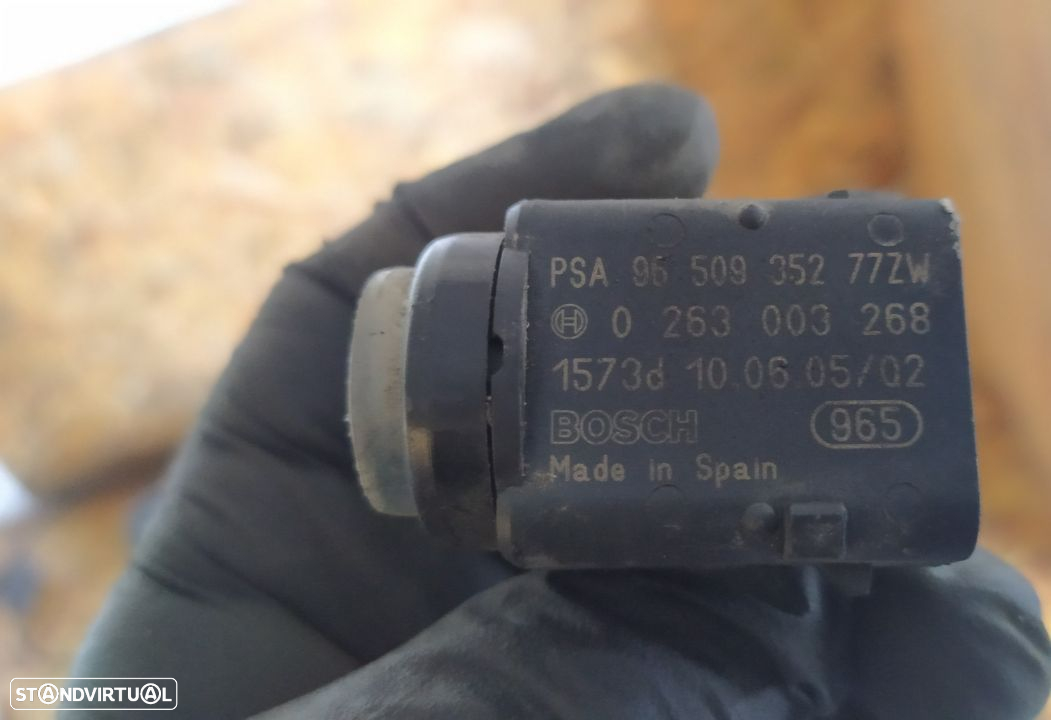 PSA 96 509 352 77ZW
0 263 003 268
1573d 10.06.05/02
BOSCH 965
Made in Spain
STANDVIRTUAL